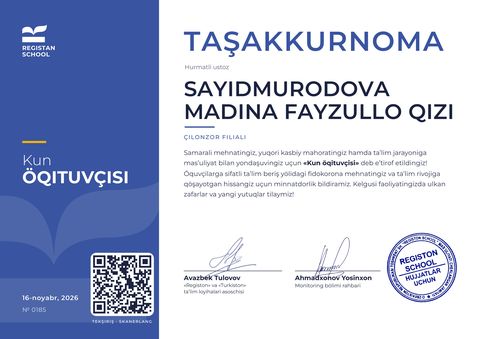 REGISTAN
SCHOOL
Kun
ÖQITUVÇISI
16-noyabr, 2026
№ 0185
TEKŞIRIŞ - SKANERLANG
TAŞAKKURNOMA
Hurmatli ustoz
SAYIDMURODOVA
MADINA FAYZULLO QIZI
ÇILONZOR FILIALI
Samarali mehnatingiz, yuqori kasbiy mahoratingiz hamda ta'lim jarayoniga
mas'uliyat bilan yondaşuvingiz uçun «Kun öqituvçisi» deb e'tirof etildingiz!
Öquvçilarga sifatli ta'lim beriş yölidagi fidokorona mehnatingiz va ta'lim rivojiga
qöşayotgan hissangiz uçun minnatdorlik bildiramiz. Kelgusi faoliyatingizda ulkan
zafarlar va yangi yutuqlar tilaymiz!
Avazbek Tulovov
«Registon» va «Turkiston»
ta'lim loyihalari asosçisi
Ahmadxonov Yosinxon
Monitoring bölimi rahbari
REGISTON
SCHOOL
HUJJATLAR
UCHUN